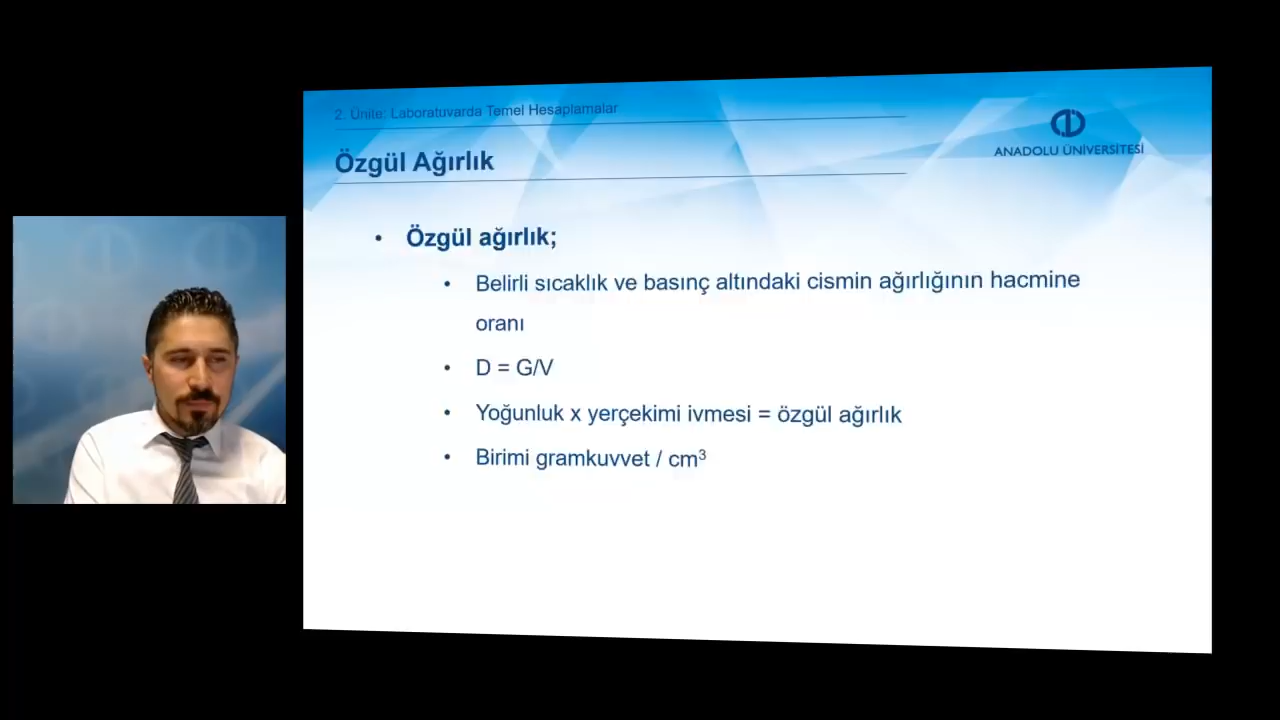 2. Ünite: Laboratuvarda Temel Hesaplamalar
ANADOLU ÜNİVERSİTESİ
Özgül Ağırlık
• Özgül ağırlık;
• Belirli sıcaklık ve basınç altındaki cismin ağırlığının hacmine
oranı
• D = G/V
• Yoğunluk x yerçekimi ivmesi = özgül ağırlık
• Birimi gramkuvvet / cm³